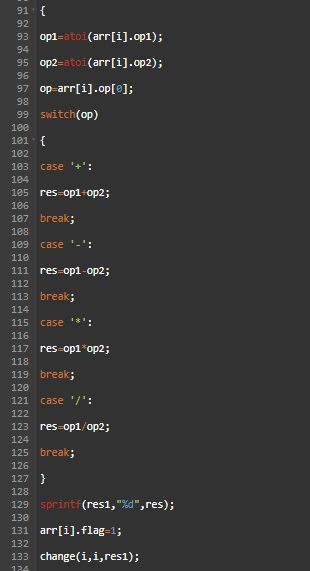 91 {
92
93 op1=atoi(arr[i].op1);
94
95 op2=atoi(arr[i].op2);
96
97 op=arr[i].op[0];
98
99 switch(op)
100
101 {
102
103 case '+':
104
105 res=op1+op2;
106
107 break;
108
109 case '-':
110
111 res=op1-op2;
112
113 break;
114
115 case '*':
116
117 res=op1*op2;
118
119 break;
120
121 case '/':
122
123 res=op1/op2;
124
125 break;
126
127 }
128
129 sprintf(res1,"%d",res);
130
131 arr[i].flag=1;
132
133 change(i,i,res1);
134